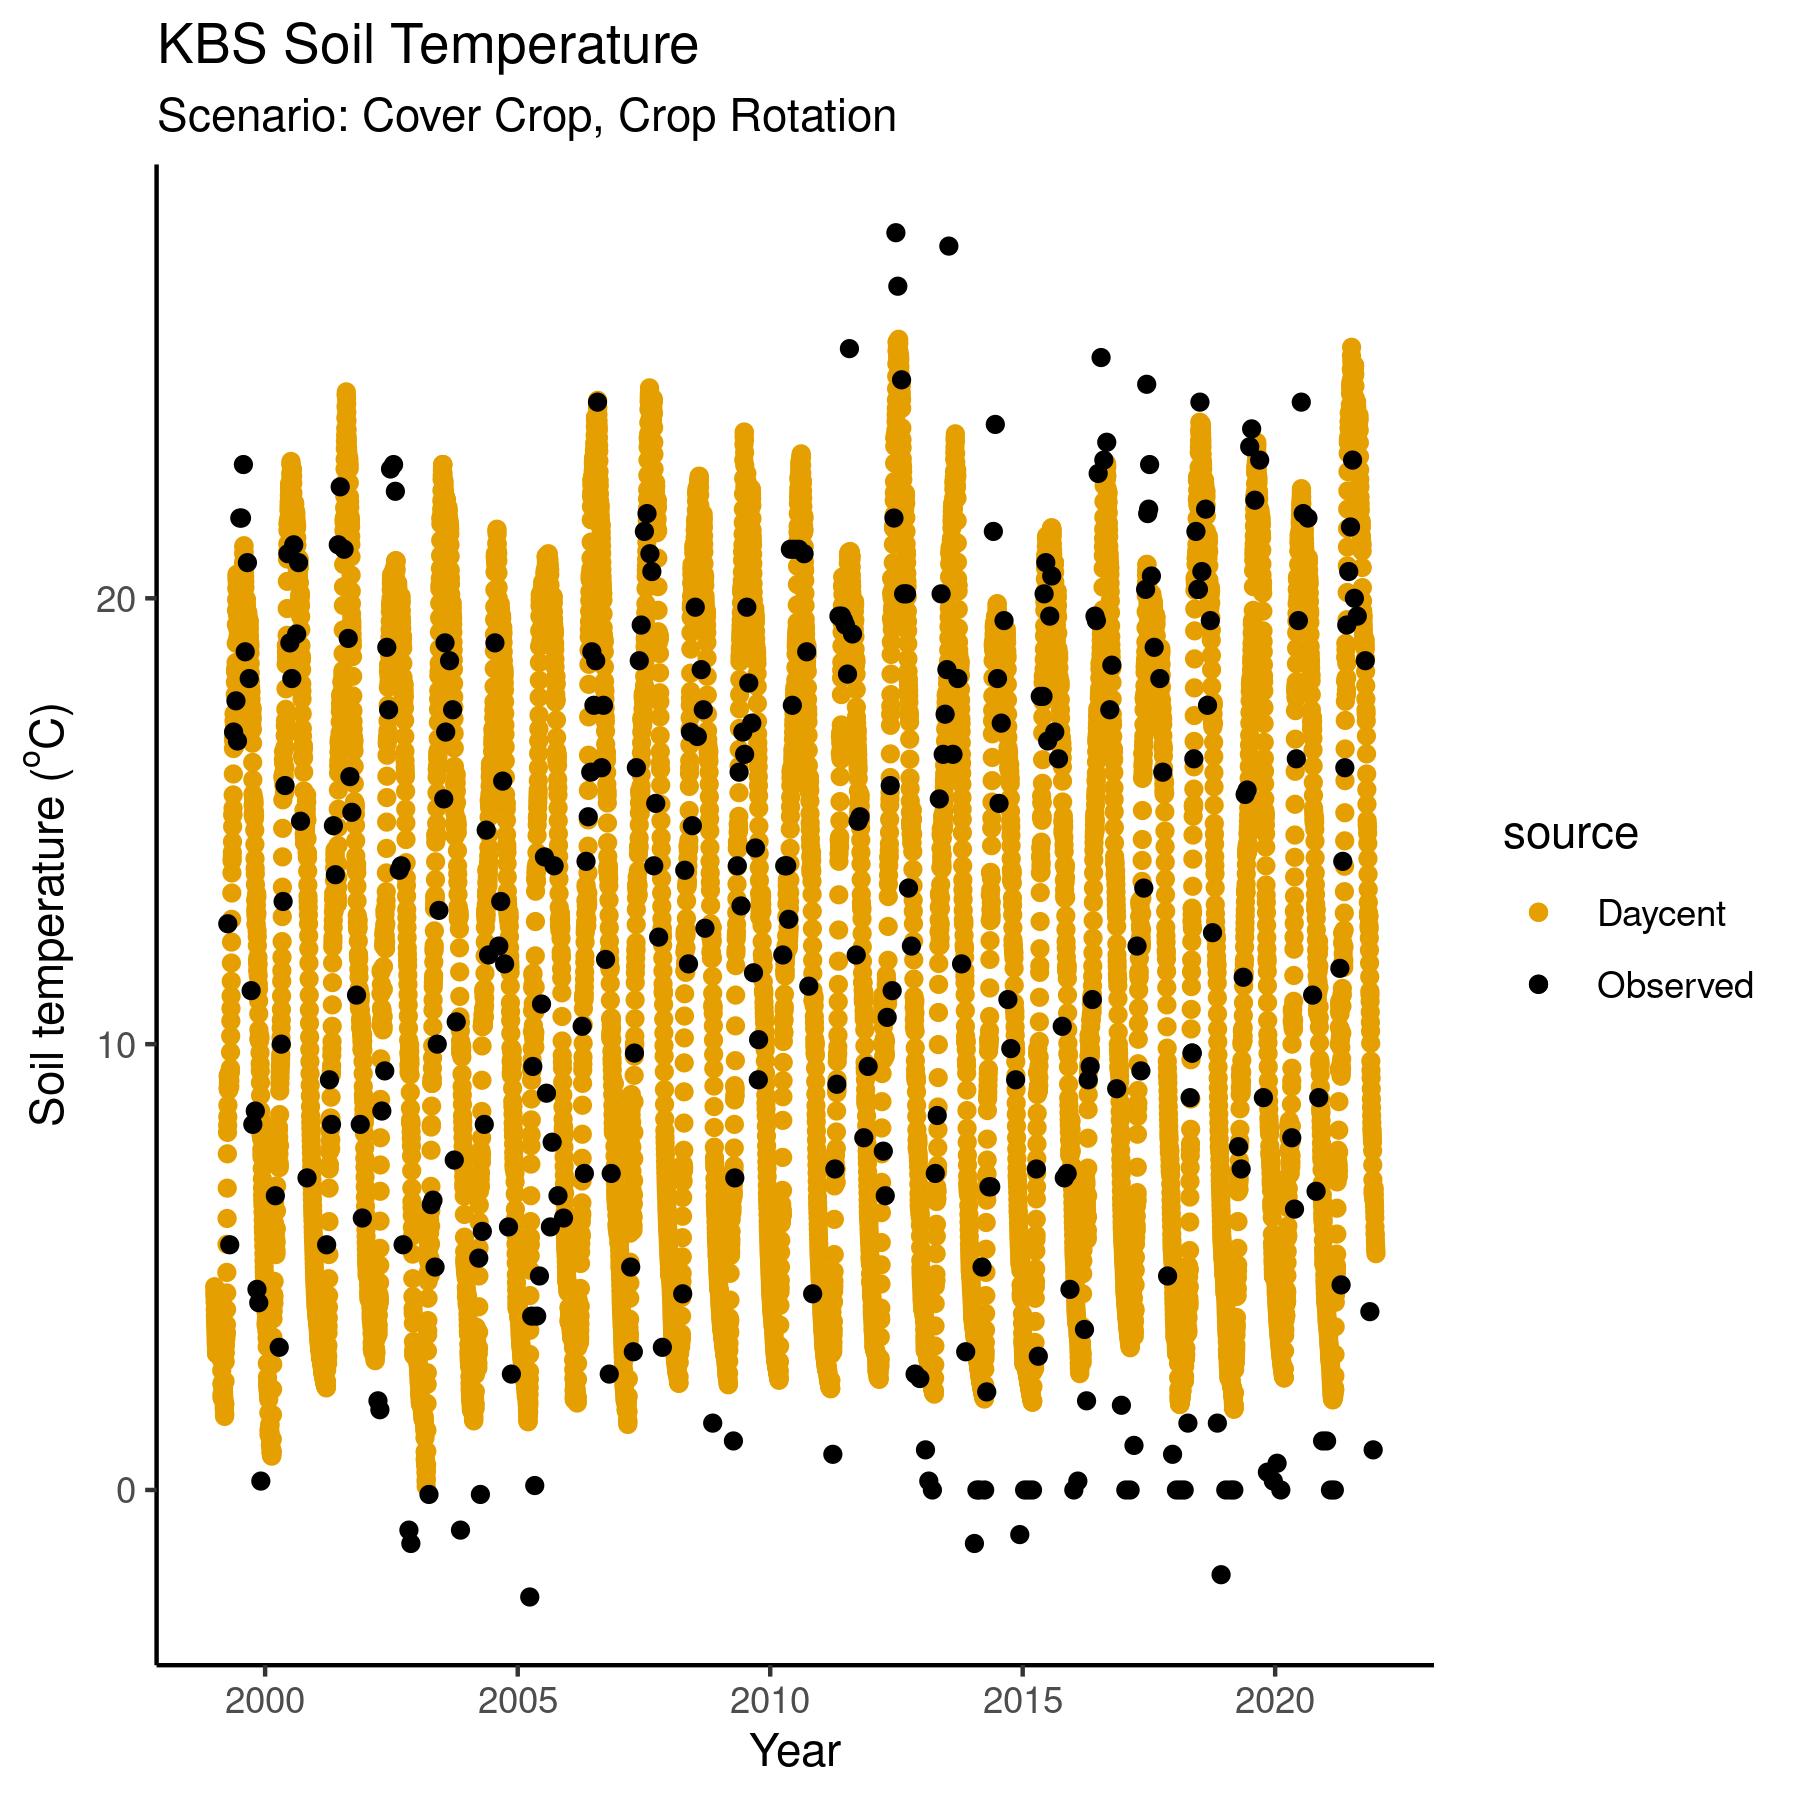 KBS Soil Temperature
Scenario: Cover Crop, Crop Rotation
Soil temperature (°C)
20
10
0
2000 2005 2010 2015 2020
Year
source
Daycent
Observed